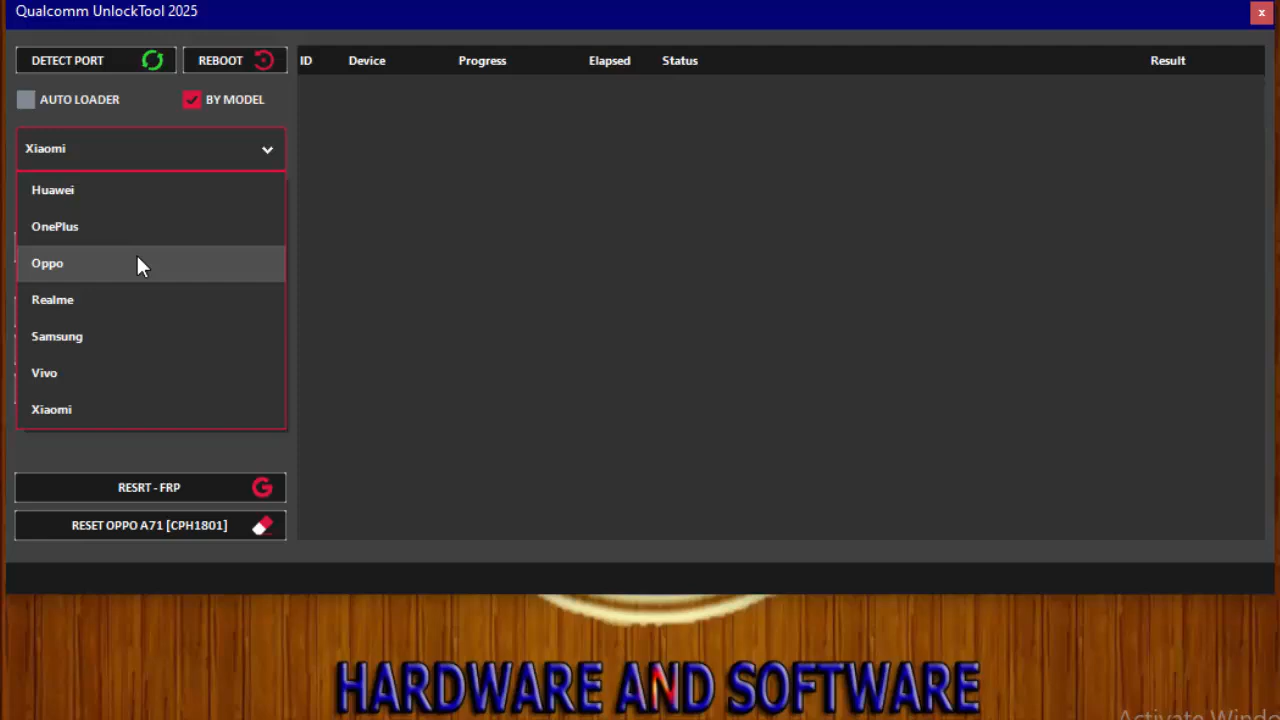 Qualcomm UnlockTool 2025
x
DETECT PORT
REBOOT
ID Device Progress Elapsed Status Result
AUTO LOADER
BY MODEL
Xiaomi
Huawei
OnePlus
Oppo
Realme
Samsung
Vivo
Xiaomi
RESRT - FRP
RESET OPPO A71 [CPH1801]
HARDWARE AND SOFTWARE
Activate